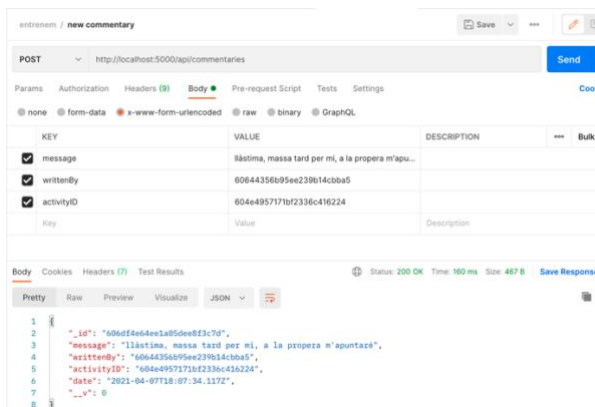 entrenem / new commentary
Save
POST http://localhost:5000/api/commentaries Send
Params Authorization Headers (9) Body Pre-request Script Tests Settings Coo
none form-data x-www-form-urlencoded raw binary GraphQL
KEY VALUE DESCRIPTION Bulk
message llàstima, massa tard per mi, a la propera m'apu...
writtenBy 60644356b95ee239b14cbba5
activityID 604e4957171bf2336c416224
Key Value Description
Body Cookies Headers (7) Test Results Status: 200 OK Time: 160 ms Size: 467 B Save Response
Pretty Raw Preview Visualize JSON
1 {
2 "_id": "606df4e64ee1a05dee8f3c7d",
3 "message": "llàstima, massa tard per mi, a la propera m'apuntaré",
4 "writtenBy": "60644356b95ee239b14cbba5",
5 "activityID": "604e4957171bf2336c416224",
6 "date": "2021-04-07T18:07:34.117Z",
7 "__v": 0
8 }